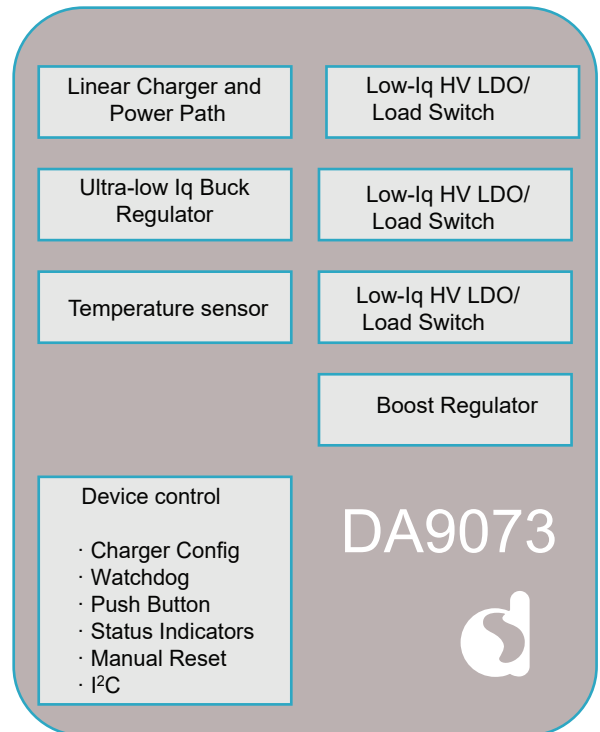 Linear Charger and
Power Path
Low-Iq HV LDO/
Load Switch
Ultra-low Iq Buck
Regulator
Low-Iq HV LDO/
Load Switch
Temperature sensor
Low-Iq HV LDO/
Load Switch
Boost Regulator
Device control
· Charger Config
· Watchdog
· Push Button
· Status Indicators
· Manual Reset
· I²C
DA9073